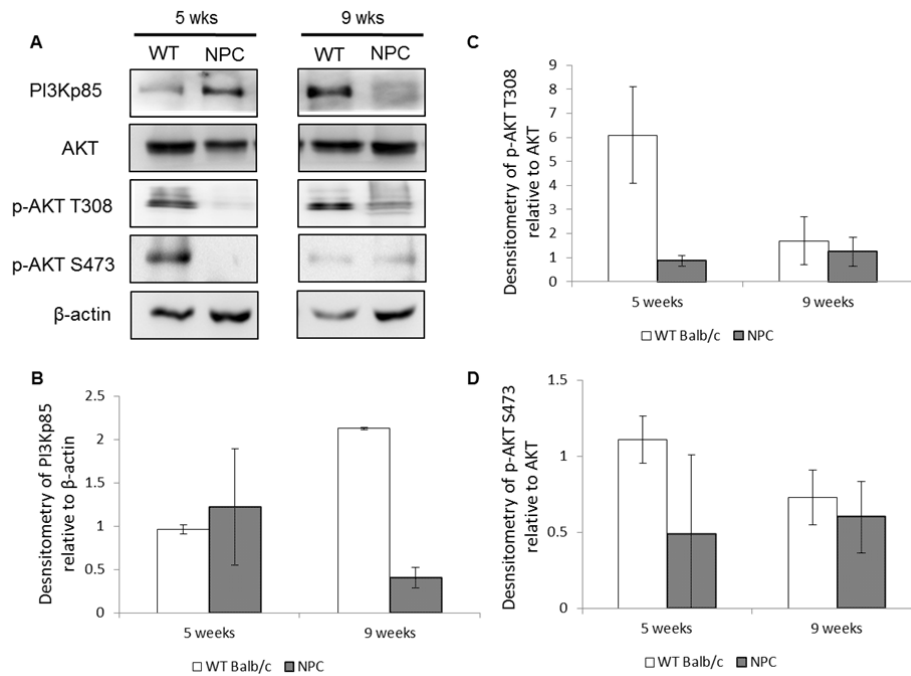 A
5 wks
9 wks
WT NPC
WT NPC
PI3Kp85
AKT
p-AKT T308
p-AKT S473
β-actin
B
Desnsitometry of PI3Kp85
relative to β-actin
2.5
2
1.5
1
0.5
0
5 weeks
9 weeks
WT Balb/c
NPC
C
Desnsitometry of p-AKT T308
relative to AKT
9
8
7
6
5
4
3
2
1
0
5 weeks
9 weeks
WT Balb/c
NPC
D
Desnsitometry of p-AKT S473
relative to AKT
1.5
1
0.5
0
5 weeks
9 weeks
WT Balb/c
NPC